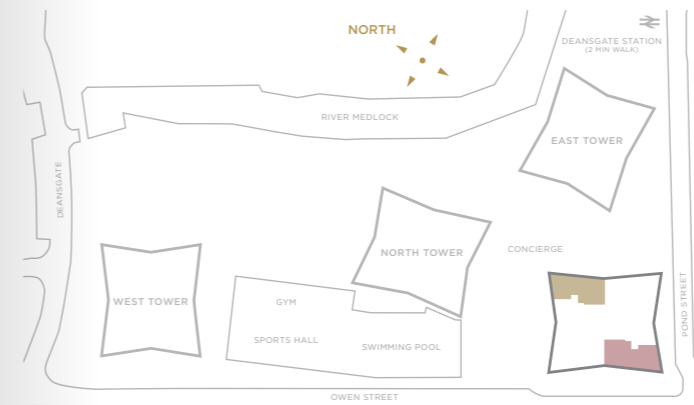 NORTH
DEANSGATE STATION
(2 MIN WALK)
RIVER MEDLOCK
EAST TOWER
DEANSGATE
NORTH TOWER
CONCIERGE
WEST TOWER
GYM
SPORTS HALL
SWIMMING POOL
POND STREET
OWEN STREET